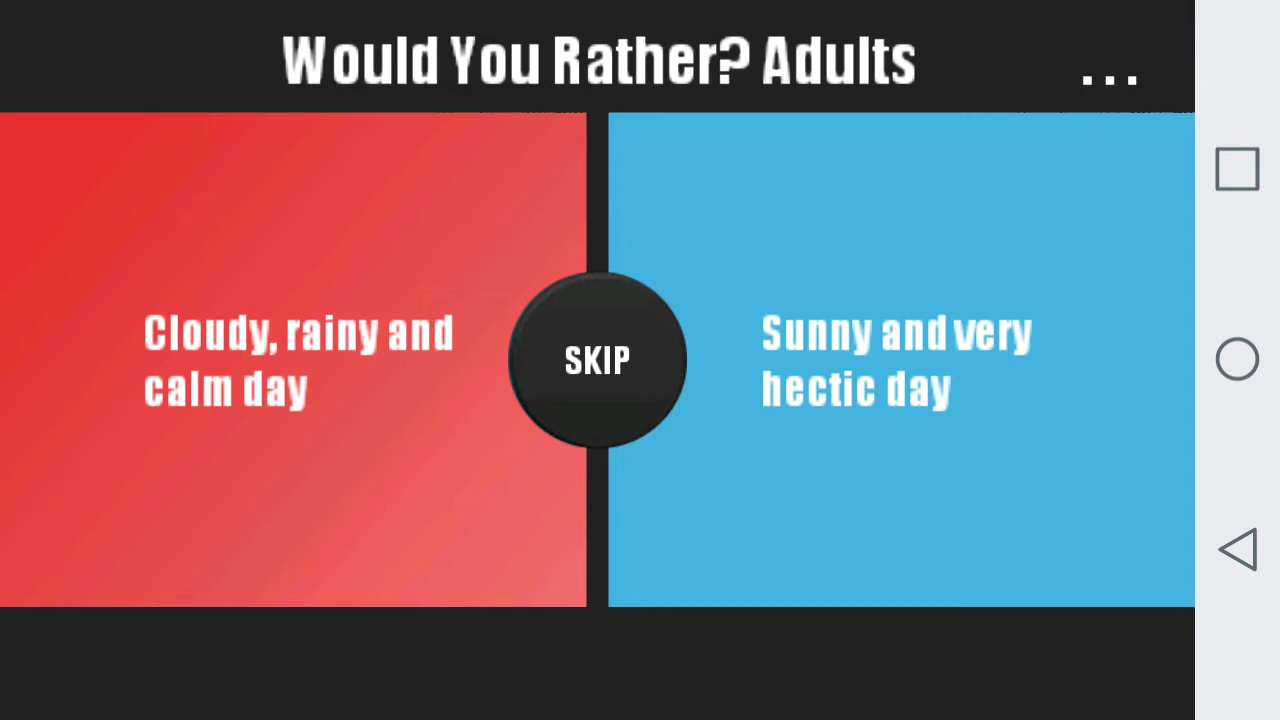 Would You Rather? Adults
...
Cloudy, rainy and
calm day
SKIP
Sunny and very
hectic day